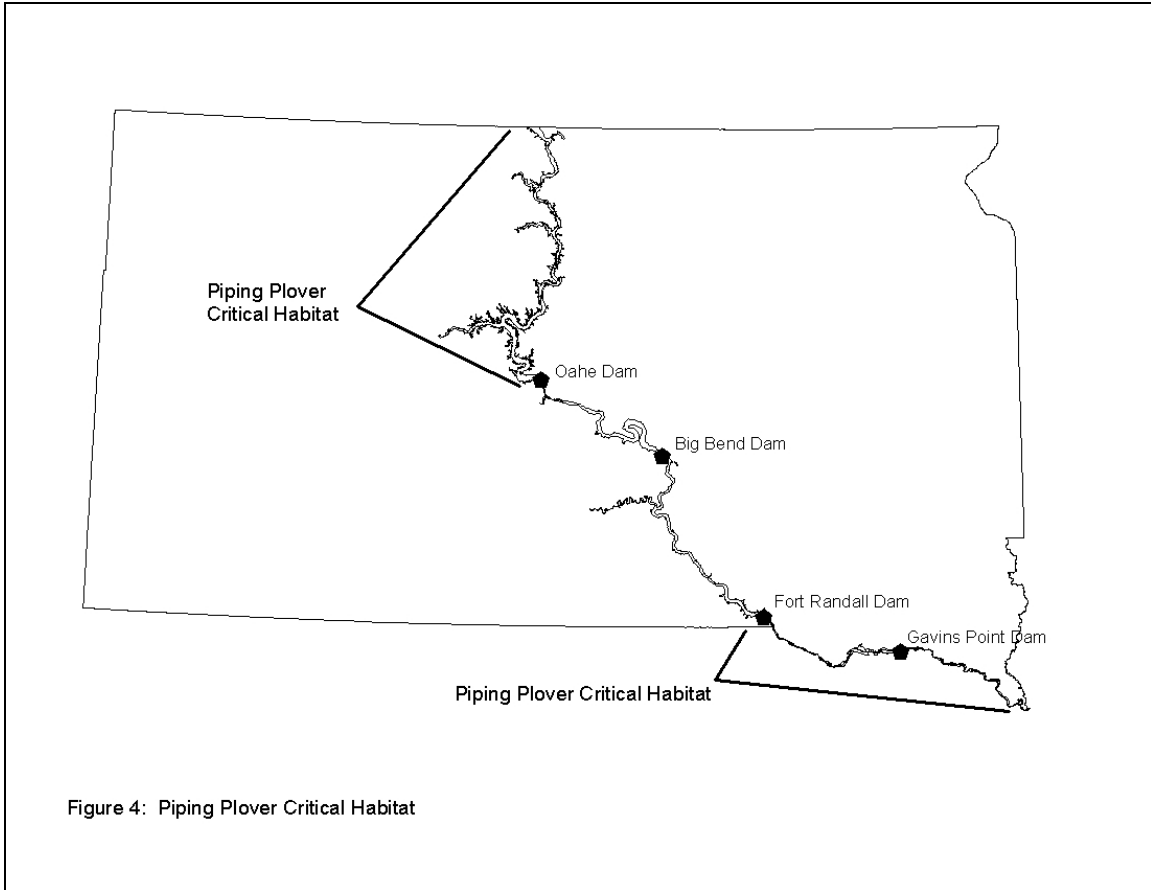 Piping Plover
Critical Habitat
Oahe Dam
Big Bend Dam
Fort Randall Dam
Gavins Point Dam
Piping Plover Critical Habitat
Figure 4:  Piping Plover Critical Habitat